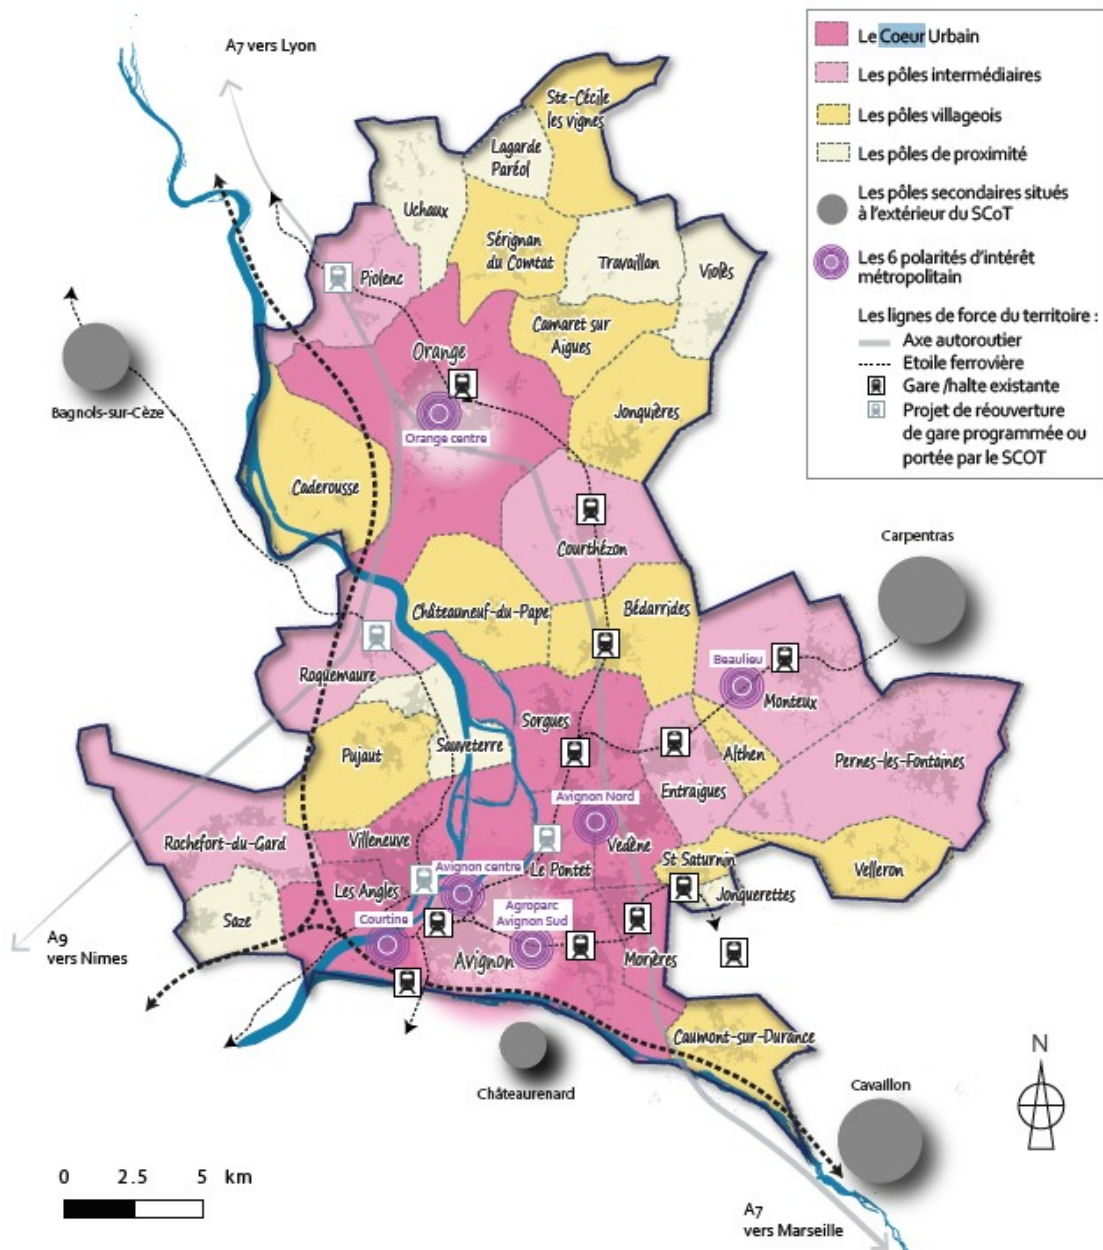 A7 vers Lyon
Le Coeur Urbain
Les pôles intermédiaires
Les pôles villageois
Les pôles de proximité
Les pôles secondaires situés
à l'extérieur du SCoT
Les 6 polarités d'intérêt
métropolitain
Les lignes de force du territoire :
Axe autoroutier
Etoile ferrovière
Gare /halte existante
Projet de réouverture
de gare programmée ou
portée par le SCOT
Ste-Cécile
les vignes
Lagarde
Paréol
Uchaux
Sérignan
du Comtat
Travaillan
Violès
Piolenc
Camaret sur
Aigues
Orange
Jonquières
Bagnols-sur-Cèze
Orange centre
Caderousse
Courthézon
Carpentras
Châteauneuf-du-Pape
Bédarrides
Beaulieu
Roquemaure
Monteux
Sorgues
Sauveterre
Pujaut
Althen
Pernes-les-Fontaines
Entraigues
Avignon Nord
Rochefort-du-Gard
Villeneuve
Vedène
Avignon centre
Le Pontet
St Saturnin
Velleron
Les Angles
Jonquerettes
Agroparc
Avignon Sud
Courtine
Saze
A9
vers Nimes
Avignon
Morières
Caumont-sur-Durance
N
Châteaurenard
Cavaillon
0 2.5 5 km
A7
vers Marseille